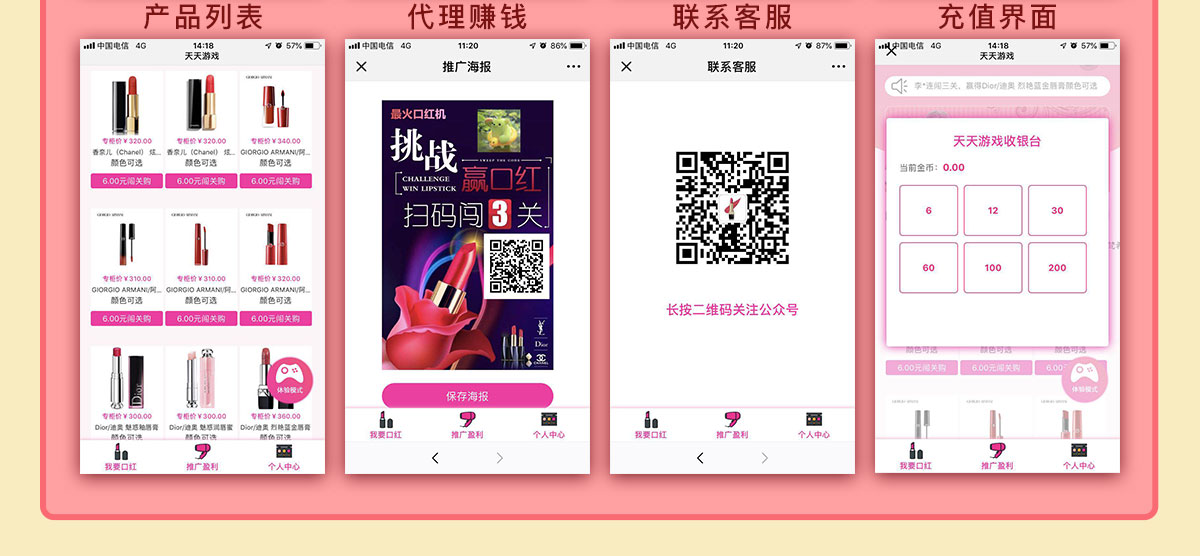 产品列表
代理赚钱
联系客服
充值界面
中国电信 4G
14:18
57%
天天游戏
GIORGIO ARMANI
专柜价￥320.00
专柜价￥320.00
专柜价￥340.00
香奈儿（Chanel） 炫...
香奈儿（Chanel） 炫...
GIORGIO ARMANI/阿...
颜色可选
颜色可选
颜色可选
6.00元闯关购
6.00元闯关购
6.00元闯关购
GIORGIO ARMANI
GIORGIO ARMANI
GIORGIO ARMANI
专柜价￥310.00
专柜价￥310.00
专柜价￥320.00
GIORGIO ARMANI/阿...
GIORGIO ARMANI/阿...
GIORGIO ARMANI/阿...
颜色可选
颜色可选
颜色可选
6.00元闯关购
6.00元闯关购
6.00元闯关购
Dior
体验模式
专柜价￥300.00
专柜价￥300.00
专柜价￥360.00
Dior/迪奥 魅惑釉唇膏
Dior/迪奥 魅惑润唇蜜
Dior/迪奥 烈艳蓝金唇膏
颜色可选
颜色可选
颜色可选
我要口红
推广盈利
个人中心
中国电信 4G
11:20
86%
推广海报
最火口红机
挑战
SWEEP THE CODE
CHALLENGE
WIN LIPSTICK
赢口红
扫码闯3关
Dior
CHANEL
保存海报
我要口红
推广盈利
个人中心
中国电信 4G
11:20
87%
联系客服
长按二维码关注公众号
我要口红
推广盈利
个人中心
中国电信 4G
14:18
57%
天天游戏
李*连闯三关、赢得Dior/迪奥 烈艳蓝金唇膏颜色可选
天天游戏收银台
当前金币：0.00
6
12
30
60
100
200
颜色可选
颜色可选
颜色可选
6.00元闯关购
6.00元闯关购
6.00
体验模式
我要口红
推广盈利
个人中心